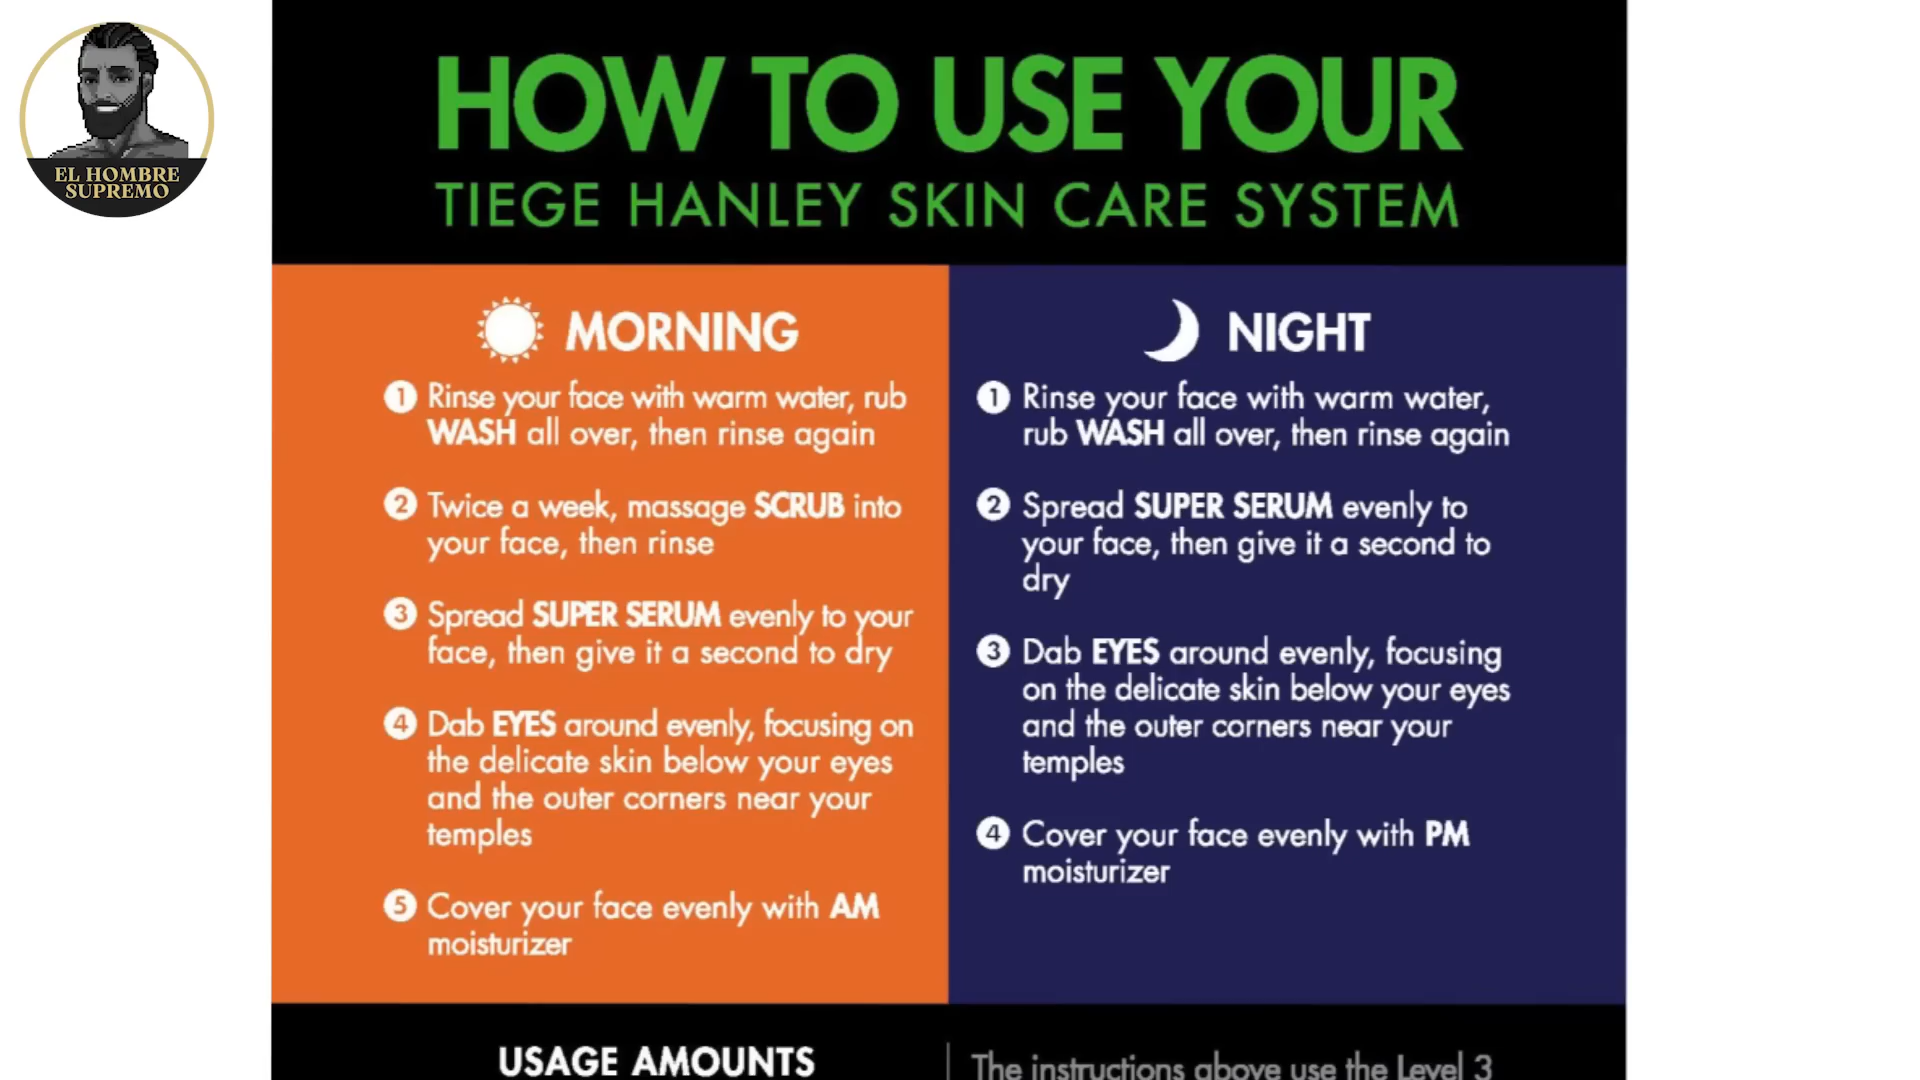 EL HOMBRE
SUPREMO
HOW TO USE YOUR
TIEGE HANLEY SKIN CARE SYSTEM
MORNING
1 Rinse your face with warm water, rub
WASH all over, then rinse again
2 Twice a week, massage SCRUB into
your face, then rinse
3 Spread SUPER SERUM evenly to your
face, then give it a second to dry
4 Dab EYES around evenly, focusing on
the delicate skin below your eyes
and the outer corners near your
temples
5 Cover your face evenly with AM
moisturizer
NIGHT
1 Rinse your face with warm water,
rub WASH all over, then rinse again
2 Spread SUPER SERUM evenly to
your face, then give it a second to
dry
3 Dab EYES around evenly, focusing
on the delicate skin below your eyes
and the outer corners near your
temples
4 Cover your face evenly with PM
moisturizer
USAGE AMOUNTS
The instructions above use the Level 3